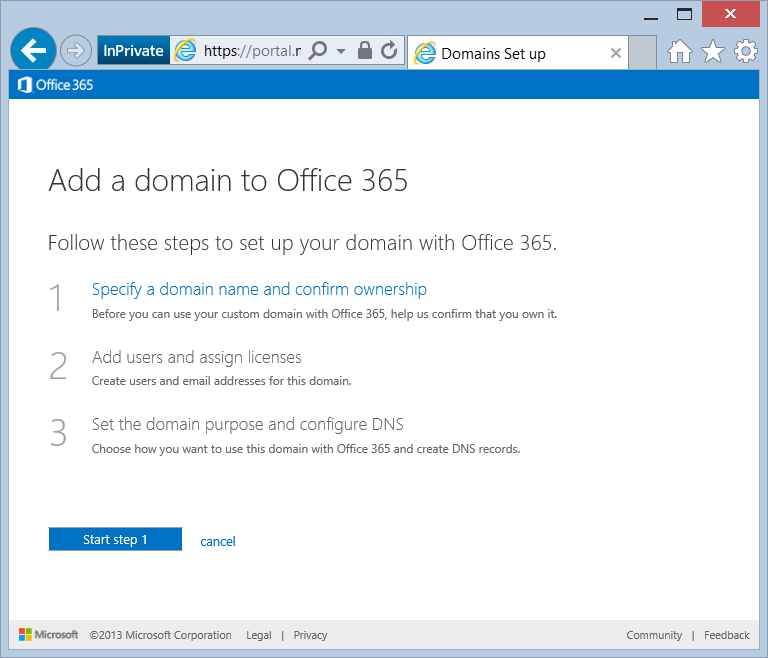 InPrivate https://portal.r Domains Set up
Office 365
Add a domain to Office 365
Follow these steps to set up your domain with Office 365.
1 Specify a domain name and confirm ownership
Before you can use your custom domain with Office 365, help us confirm that you own it.
2 Add users and assign licenses
Create users and email addresses for this domain.
3 Set the domain purpose and configure DNS
Choose how you want to use this domain with Office 365 and create DNS records.
Start step 1 cancel
Microsoft ©2013 Microsoft Corporation Legal | Privacy Community | Feedback